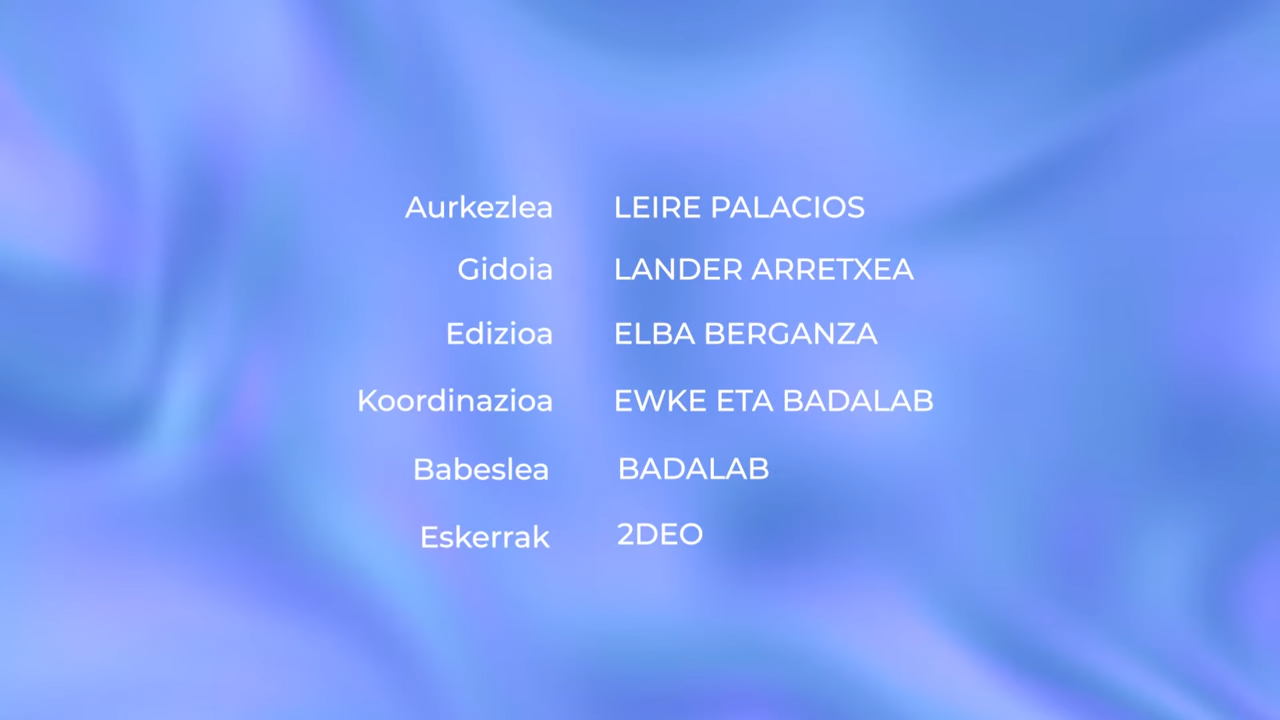 Aurkezlea LEIRE PALACIOS
Gidoia LANDER ARRETXEA
Edizioa ELBA BERGANZA
Koordinazioa EWKE ETA BADALAB
Babeslea BADALAB
Eskerrak 2DEO